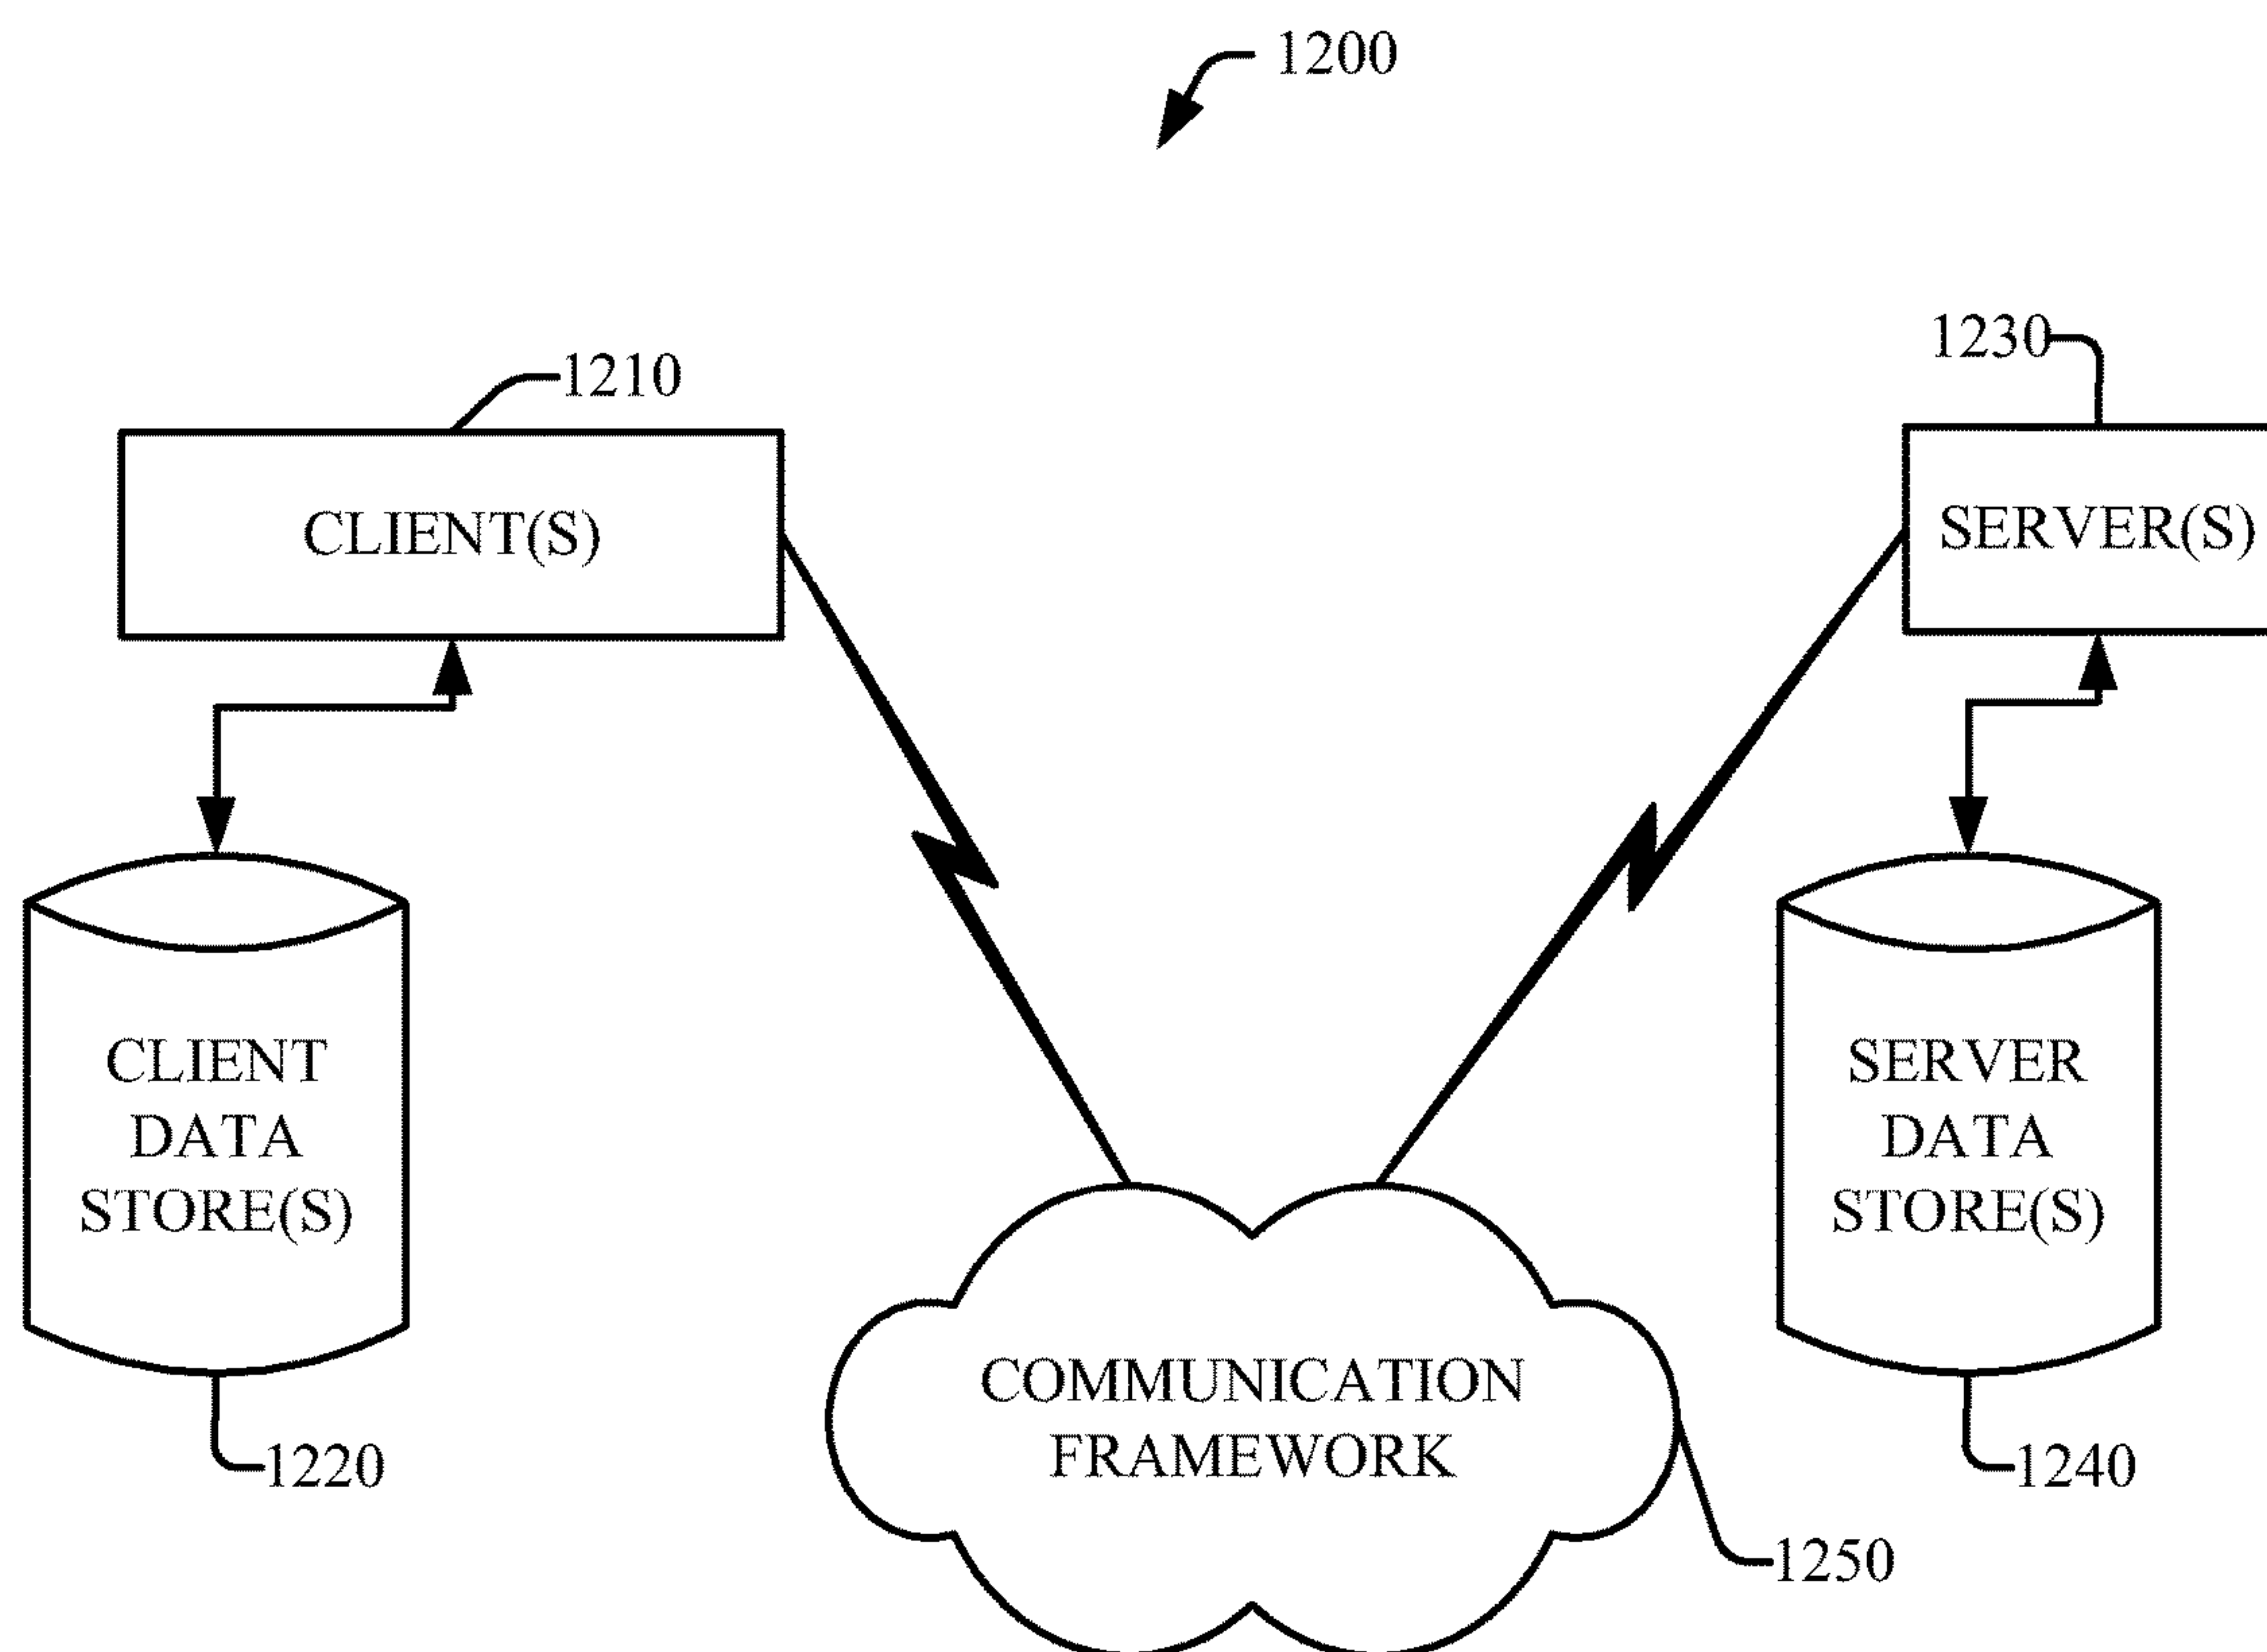 1200
1210
1230
CLIENT(S)
SERVER(S)
CLIENT
DATA
STORE(S)
SERVER
DATA
STORE(S)
COMMUNICATION
FRAMEWORK
1220
1240
1250